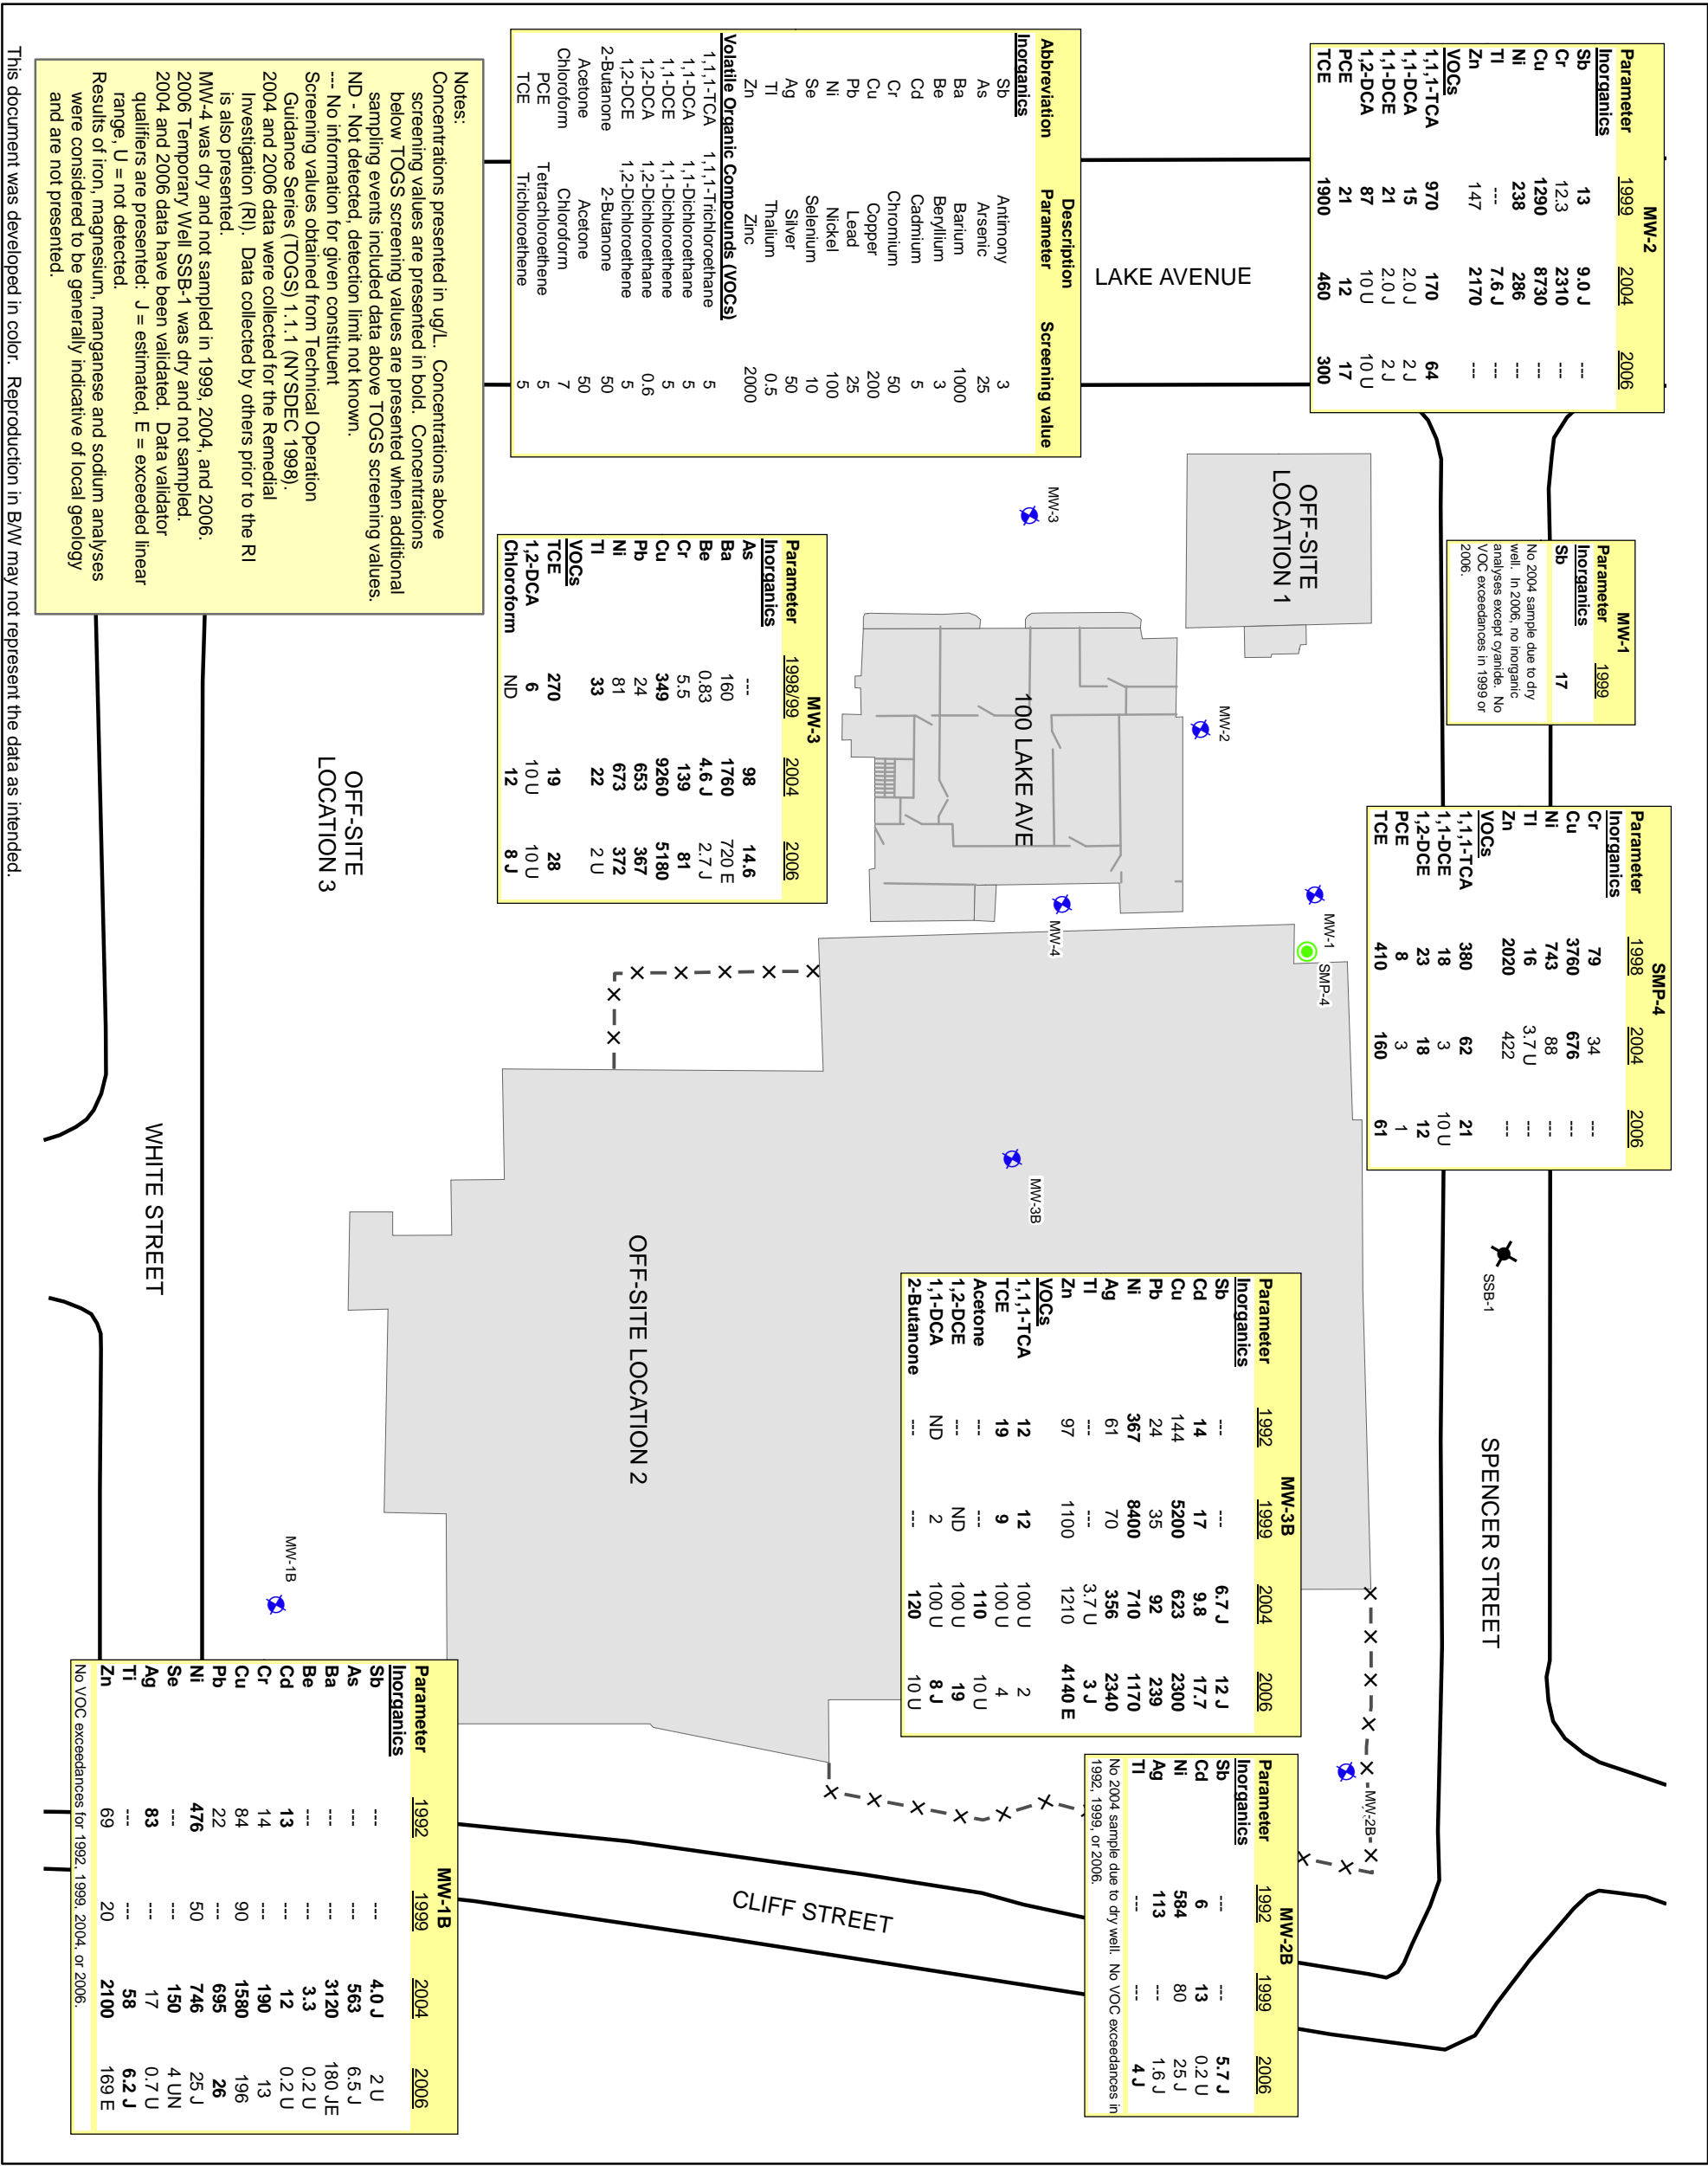 MW-2
Parameter 1999 2004 2006
Inorganics
Sb 13 9.0 J ---
Cr 12.3 2310 ---
Cu 1290 8730 ---
Ni 238 286 ---
Tl --- 7.6 J ---
Zn 147 2170 ---
VOCs
1,1,1-TCA 970 170 64
1,1-DCA 15 2.0 J 2 J
1,1-DCE 21 2.0 J 2 J
1,2-DCA 87 10 U 10 U
PCE 21 12 17
TCE 1900 460 300
MW-1
Parameter 1999
Inorganics
Sb 17
No 2004 sample due to dry
well. In 2006, no inorganic
analyses except cyanide. No
VOC exceedances in 1999 or
2006.
SMP-4
Parameter 1998 2004 2006
Inorganics
Cr 79 34 ---
Cu 3760 676 ---
Ni 743 88 ---
Tl 16 3.7 U ---
Zn 2020 422 ---
VOCs
1,1,1-TCA 380 62 21
1,1-DCE 18 3 10 U
1,2-DCE 23 18 12
PCE 8 3 1
TCE 410 160 61
SSB-1
SPENCER STREET
LAKE AVENUE
OFF-SITE
LOCATION 1
MW-3
MW-2
100 LAKE AVE
MW-1
SMP-4
MW-4
MW-3B
MW-2B
MW-3B
Parameter 1992 1999 2004 2006
Inorganics
Sb --- --- 6.7 J 12 J
Cd 14 17 9.8 17.7
Cu 144 5200 623 2300
Pb 24 35 92 239
Ni 367 8400 710 1170
Ag 61 70 356 2340
Tl --- --- 3.7 U 3 J
Zn 97 1100 1210 4140 E
VOCs
1,1,1-TCA 12 12 100 U 2
TCE 19 9 100 U 4
Acetone --- --- 110 10 U
1,2-DCE --- ND 100 U 19
1,1-DCA ND 2 100 U 8 J
2-Butanone --- --- 120 10 U
MW-2B
Parameter 1992 1999 2006
Inorganics
Sb --- --- 5.7 J
Cd 6 13 0.2 U
Ni 584 80 25 J
Ag 113 --- 1.6 J
Tl --- --- 4 J
No 2004 sample due to dry well. No VOC exceedances in
1992, 1999, or 2006.
Description
Abbreviation Parameter Screening value
Inorganics
Sb Antimony 3
As Arsenic 25
Ba Barium 1000
Be Beryllium 3
Cd Cadmium 5
Cr Chromium 50
Cu Copper 200
Pb Lead 25
Ni Nickel 100
Se Selenium 10
Ag Silver 50
Tl Thalium 0.5
Zn Zinc 2000
Volatile Organic Compounds (VOCs)
1,1,1-TCA 1,1,1-Trichloroethane 5
1,1-DCA 1,1-Dichloroethane 5
1,1-DCE 1,1-Dichloroethene 5
1,2-DCA 1,2-Dichloroethane 0.6
1,2-DCE 1,2-Dichloroethene 5
2-Butanone 2-Butanone 50
Acetone Acetone 50
Chloroform Chloroform 7
PCE Tetrachloroethene 5
TCE Trichloroethene 5
MW-3
Parameter 1998/99 2004 2006
Inorganics
As --- 98 14.6
Ba 160 1760 720 E
Be 0.83 4.6 J 2.7 J
Cr 5.5 139 81
Cu 349 9260 5180
Pb 24 653 367
Ni 81 673 372
Tl 33 22 2 U
VOCs
TCE 270 19 28
1,2-DCA 6 10 U 10 U
Chloroform ND 12 8 J
OFF-SITE LOCATION 2
CLIFF STREET
OFF-SITE
LOCATION 3
MW-1B
WHITE STREET
MW-1B
Parameter 1992 1999 2004 2006
Inorganics
Sb --- --- 4.0 J 2 U
As --- --- 563 6.5 J
Ba --- --- 3120 180 JE
Be --- --- 3.3 0.2 U
Cd 13 --- 12 0.2 U
Cr 14 --- 190 13
Cu 84 90 1580 196
Pb 22 --- 695 26
Ni 476 50 746 25 J
Se --- --- 150 4 UN
Ag 83 --- 17 0.7 U
Ti --- --- 58 6.2 J
Zn 69 20 2100 169 E
No VOC exceedances for 1992, 1999, 2004, or 2006.
Notes:
Concentrations presented in ug/L. Concentrations above
screening values are presented in bold. Concentrations
below TOGS screening values are presented when additional
sampling events included data above TOGS screening values.
ND - Not detected, detection limit not known.
--- No information for given constituent
Screening values obtained from Technical Operation
Guidance Series (TOGS) 1.1.1 (NYSDEC 1998).
2004 and 2006 data were collected for the Remedial
Investigation (RI). Data collected by others prior to the RI
is also presented.
MW-4 was dry and not sampled in 1999, 2004, and 2006.
2006 Temporary Well SSB-1 was dry and not sampled.
2004 and 2006 data have been validated. Data validator
qualifiers are presented: J = estimated, E = exceeded linear
range, U = not detected.
Results of iron, magnesium, manganese and sodium analyses
were considered to be generally indicative of local geology
and are not presented.
This document was developed in color. Reproduction in B/W may not represent the data as intended.